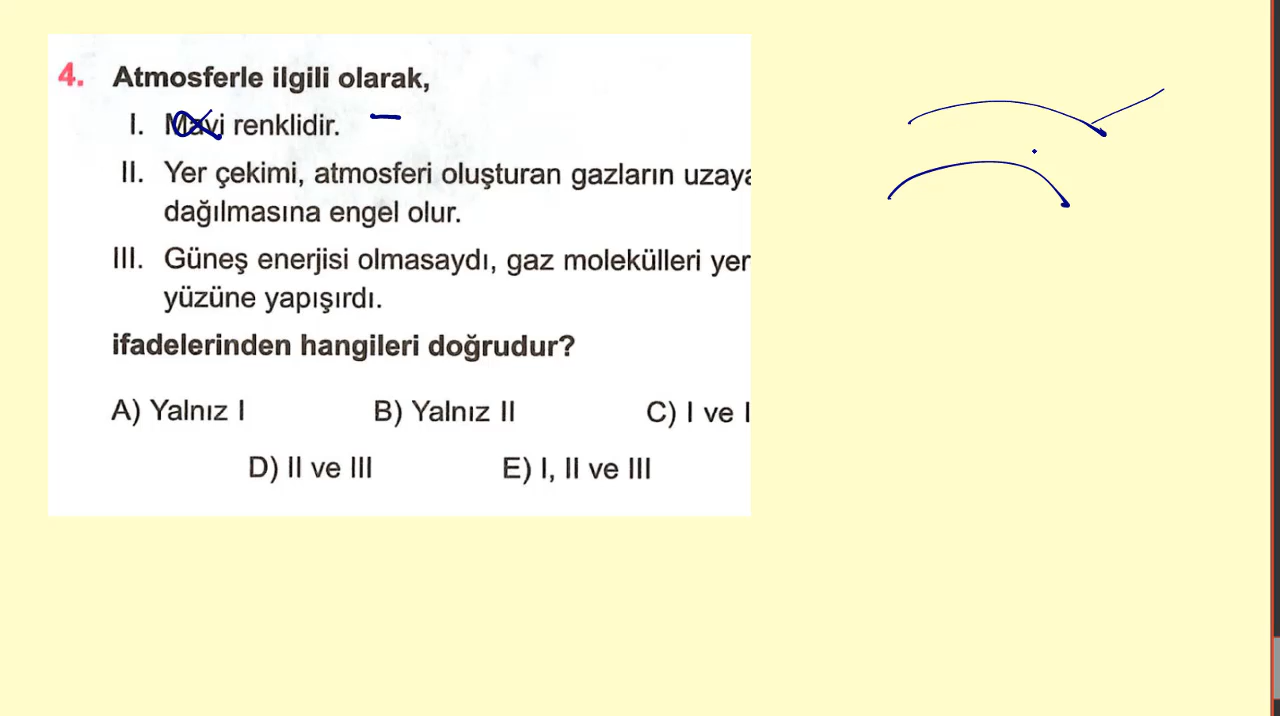 4. Atmosferle ilgili olarak,
I. Mavi renklidir.
II. Yer çekimi, atmosferi oluşturan gazların uzaya
dağılmasına engel olur.
III. Güneş enerjisi olmasaydı, gaz molekülleri yer
yüzüne yapışırdı.
ifadelerinden hangileri doğrudur?
A) Yalnız I B) Yalnız II C) I ve I
D) II ve III E) I, II ve III